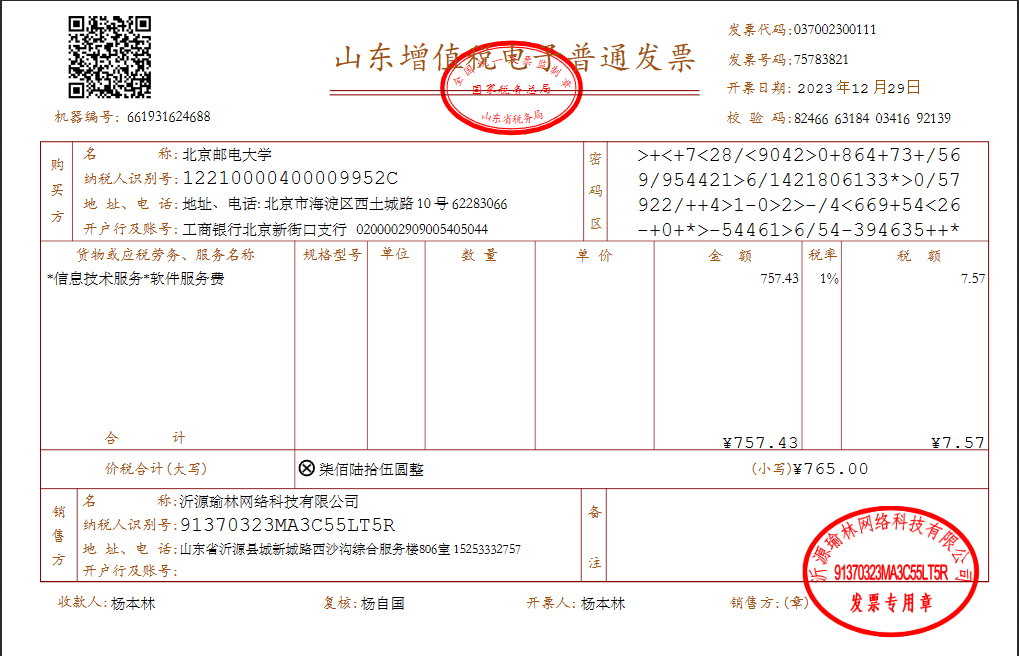 山东增值税电子普通发票
全国统一发票监制章
国家税务总局
山东省税务局
发票代码:037002300111
发票号码:75783821
开票日期: 2023 年12 月29日
校 验 码:82466 63184 03416 92139
机器编号: 661931624688
购买方
名 称: 北京邮电大学
纳税人识别号: 12210000400009952C
地 址、电 话: 地址、电话: 北京市海淀区西土城路 10 号 62283066
开户行及账号: 工商银行北京新街口支行 0200002909005405044
密码区
>+<+7<28/<9042>0+864+73+/56
9/954421>6/1421806133*>0/57
922/++4>1-0>2>-/4<669+54<26
-+0+*>-54461>6/54-394635++*
货物或应税劳务、服务名称 规格型号 单位 数 量 单 价 金 额 税率 税 额
*信息技术服务*软件服务费 757.43 1% 7.57
合 计 ¥757.43 ¥7.57
价税合计(大写) ⊗柒佰陆拾伍圆整 (小写)¥765.00
销售方
名 称: 沂源瑜林网络科技有限公司
纳税人识别号: 91370323MA3C55LT5R
地 址、电 话: 山东省沂源县城新城路西沙沟综合服务楼806室 15253332757
开户行及账号:
备注
沂源瑜林网络科技有限公司
91370323MA3C55LT5R
发票专用章
收款人: 杨本林 复核: 杨自国 开票人: 杨本林 销售方: (章)